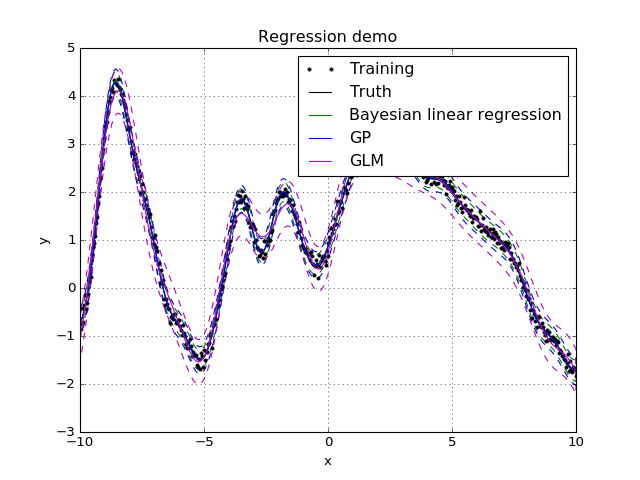 Regression demo
Training
Truth
Bayesian linear regression
GP
GLM
y
5
4
3
2
1
0
−1
−2
−3
−10
−5
0
5
10
x